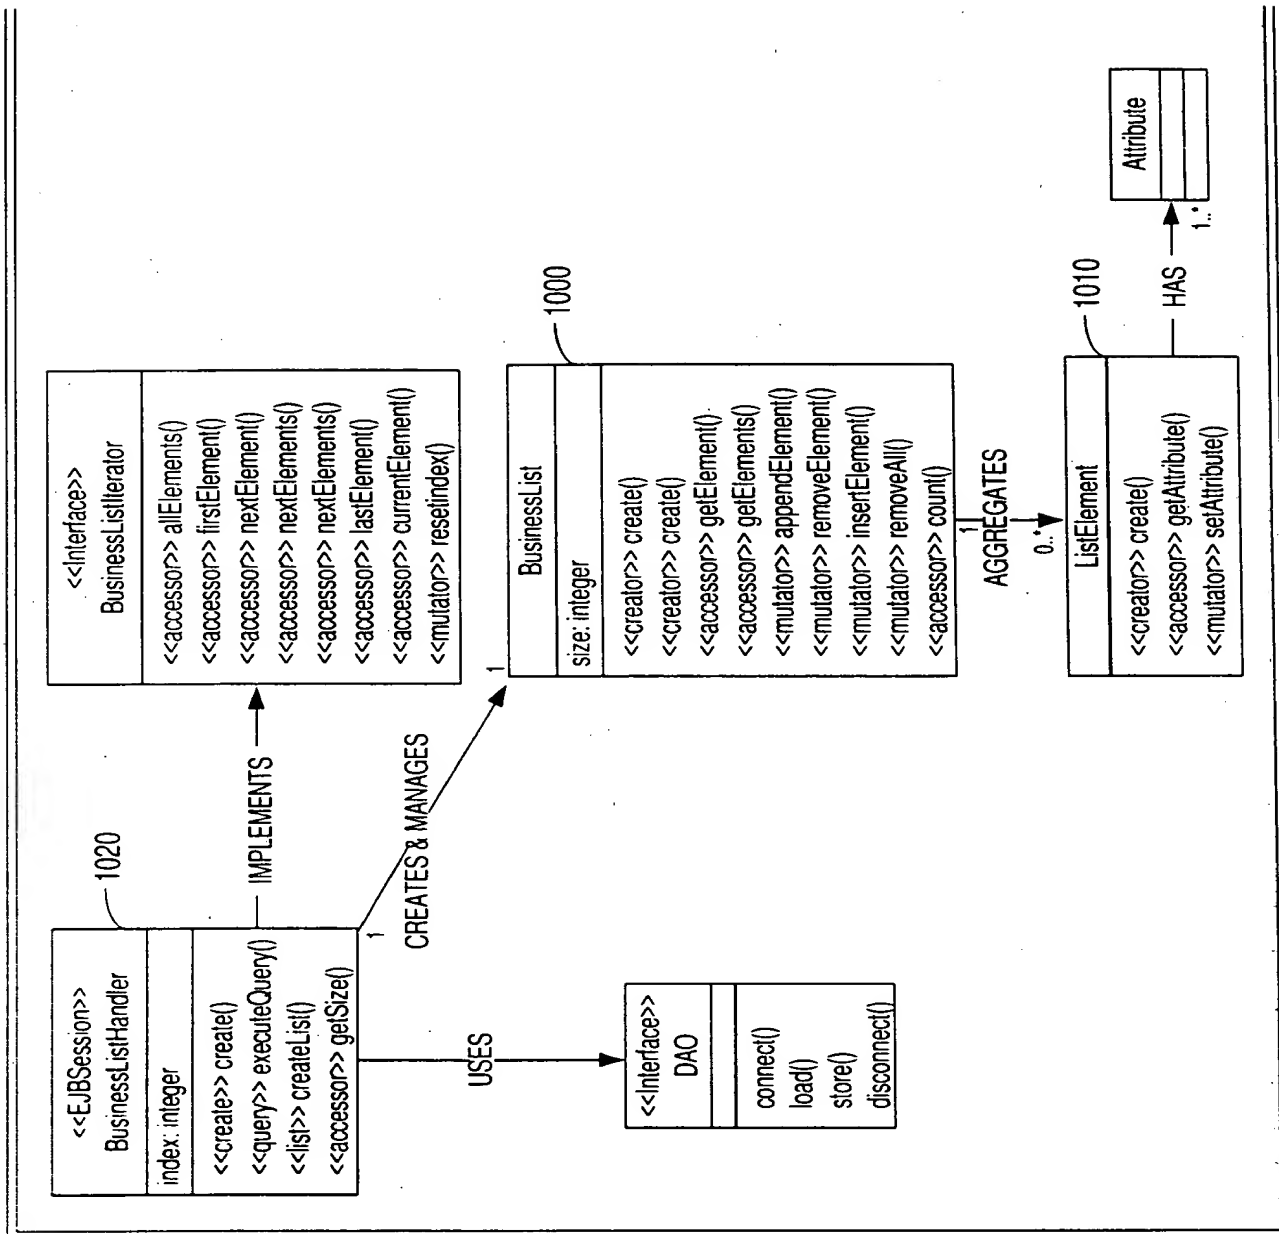 <<EJBSession>>
BusinessListHandler
index: integer
<<create>> create()
<<query>> executeQuery()
<<list>> createList()
<<accessor>> getSize()
1020
IMPLEMENTS
<<Interface>>
BusinessListIterator
<<accessor>> allElements()
<<accessor>> firstElement()
<<accessor>> nextElement()
<<accessor>> nextElements()
<<accessor>> nextElements()
<<accessor>> lastElement()
<<accessor>> currentElement()
<<mutator>> resetindex()
1
CREATES & MANAGES
1
USES
<<Interface>>
DAO
connect()
load()
store()
disconnect()
BusinessList
size: integer
<<creator>> create()
<<creator>> create()
<<accessor>> getElement()
<<accessor>> getElements()
<<mutator>> appendElement()
<<mutator>> removeElement()
<<mutator>> insertElement()
<<mutator>> removeAll()
<<accessor>> count()
1000
1
AGGREGATES
0..*
ListElement
<<creator>> create()
<<accessor>> getAttribute()
<<mutator>> setAttribute()
1010
HAS
1..*
Attribute